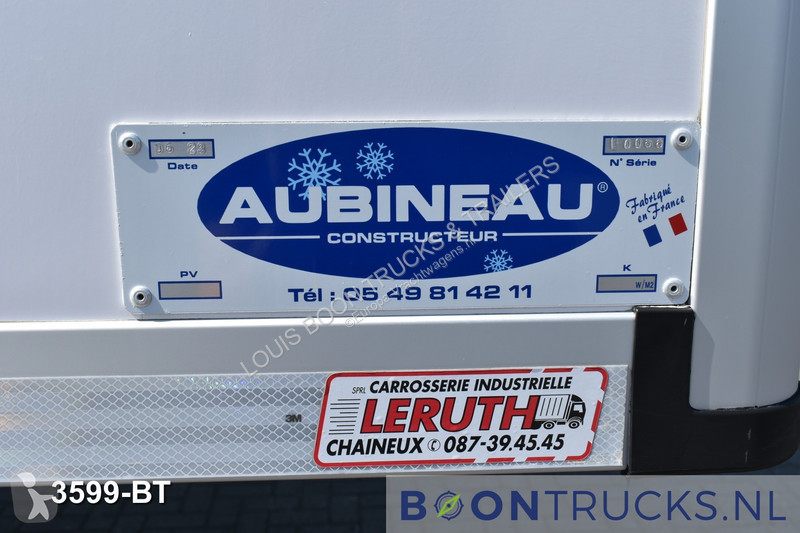 Date
N° Série
AUBINEAU®
CONSTRUCTEUR
Fabriqué
en France
PV
K
W/M2
Tél : 05 49 81 42 11
LOUIS BOON TRUCKS & TRAILERS
SPRL CARROSSERIE INDUSTRIELLE
LERUTH
CHAINEUX 087-39.45.45
3M
3599-BT
BOONTRUCKS.NL